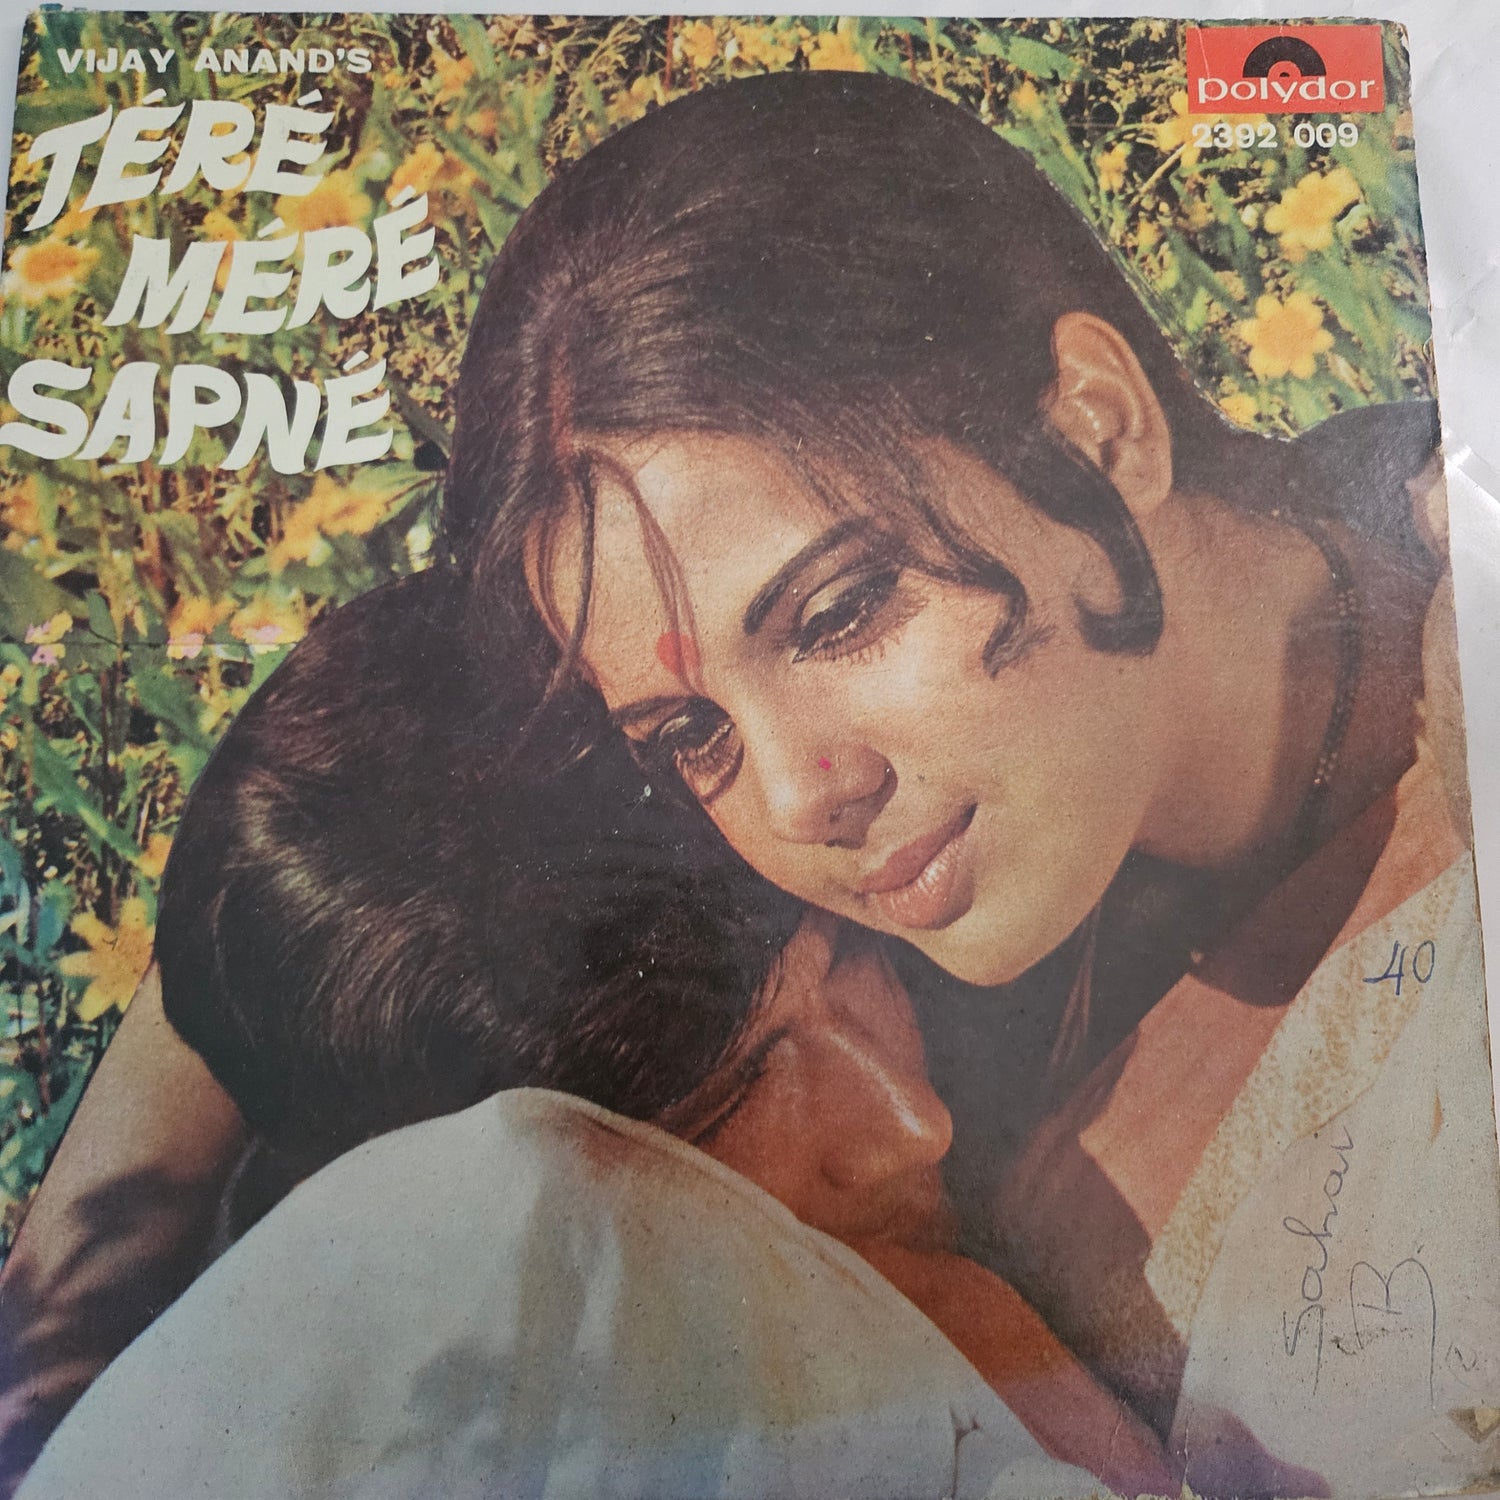 VIJAY ANAND'S
TÉRÉ
MÉRÉ
SAPNÉ
polydor
2392 009
40
Sahai